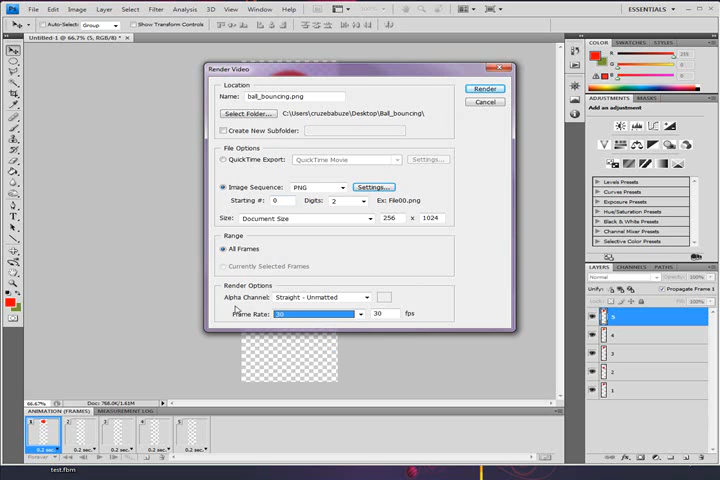 Ps File Edit Image Layer Select Filter Analysis 3D View Window Help ESSENTIALS
Auto-Select: Group Show Transform Controls
Untitled-1 @ 66.7% (5, RGB/8) *
Render Video
Location
Name: ball_bouncing.png
Select Folder... C:\Users\cruzebabuze\Desktop\Ball_bouncing\
Create New Subfolder:
File Options
QuickTime Export: QuickTime Movie Settings...
Image Sequence: PNG Settings...
Starting #: 0 Digits: 2 Ex: File00.png
Size: Document Size 256 x 1024
Range
All Frames
Currently Selected Frames
Render Options
Alpha Channel: Straight - Unmatted
Frame Rate: 30 30 fps
Render
Cancel
COLOR SWATCHES STYLES
R 255
G 0
B 0
ADJUSTMENTS MASKS
Add an adjustment
Levels Presets
Curves Presets
Exposure Presets
Hue/Saturation Presets
Black & White Presets
Channel Mixer Presets
Selective Color Presets
LAYERS CHANNELS PATHS
Opacity: 100%
Unify: Propagate Frame 1
Lock: Fill: 100%
5
4
3
2
1
66.67% Doc: 768.0K/1.61M
ANIMATION (FRAMES) MEASUREMENT LOG
1 2 3 4 5
0.2 sec. 0.2 sec. 0.2 sec. 0.2 sec. 0.2 sec.
Forever
test.fbm